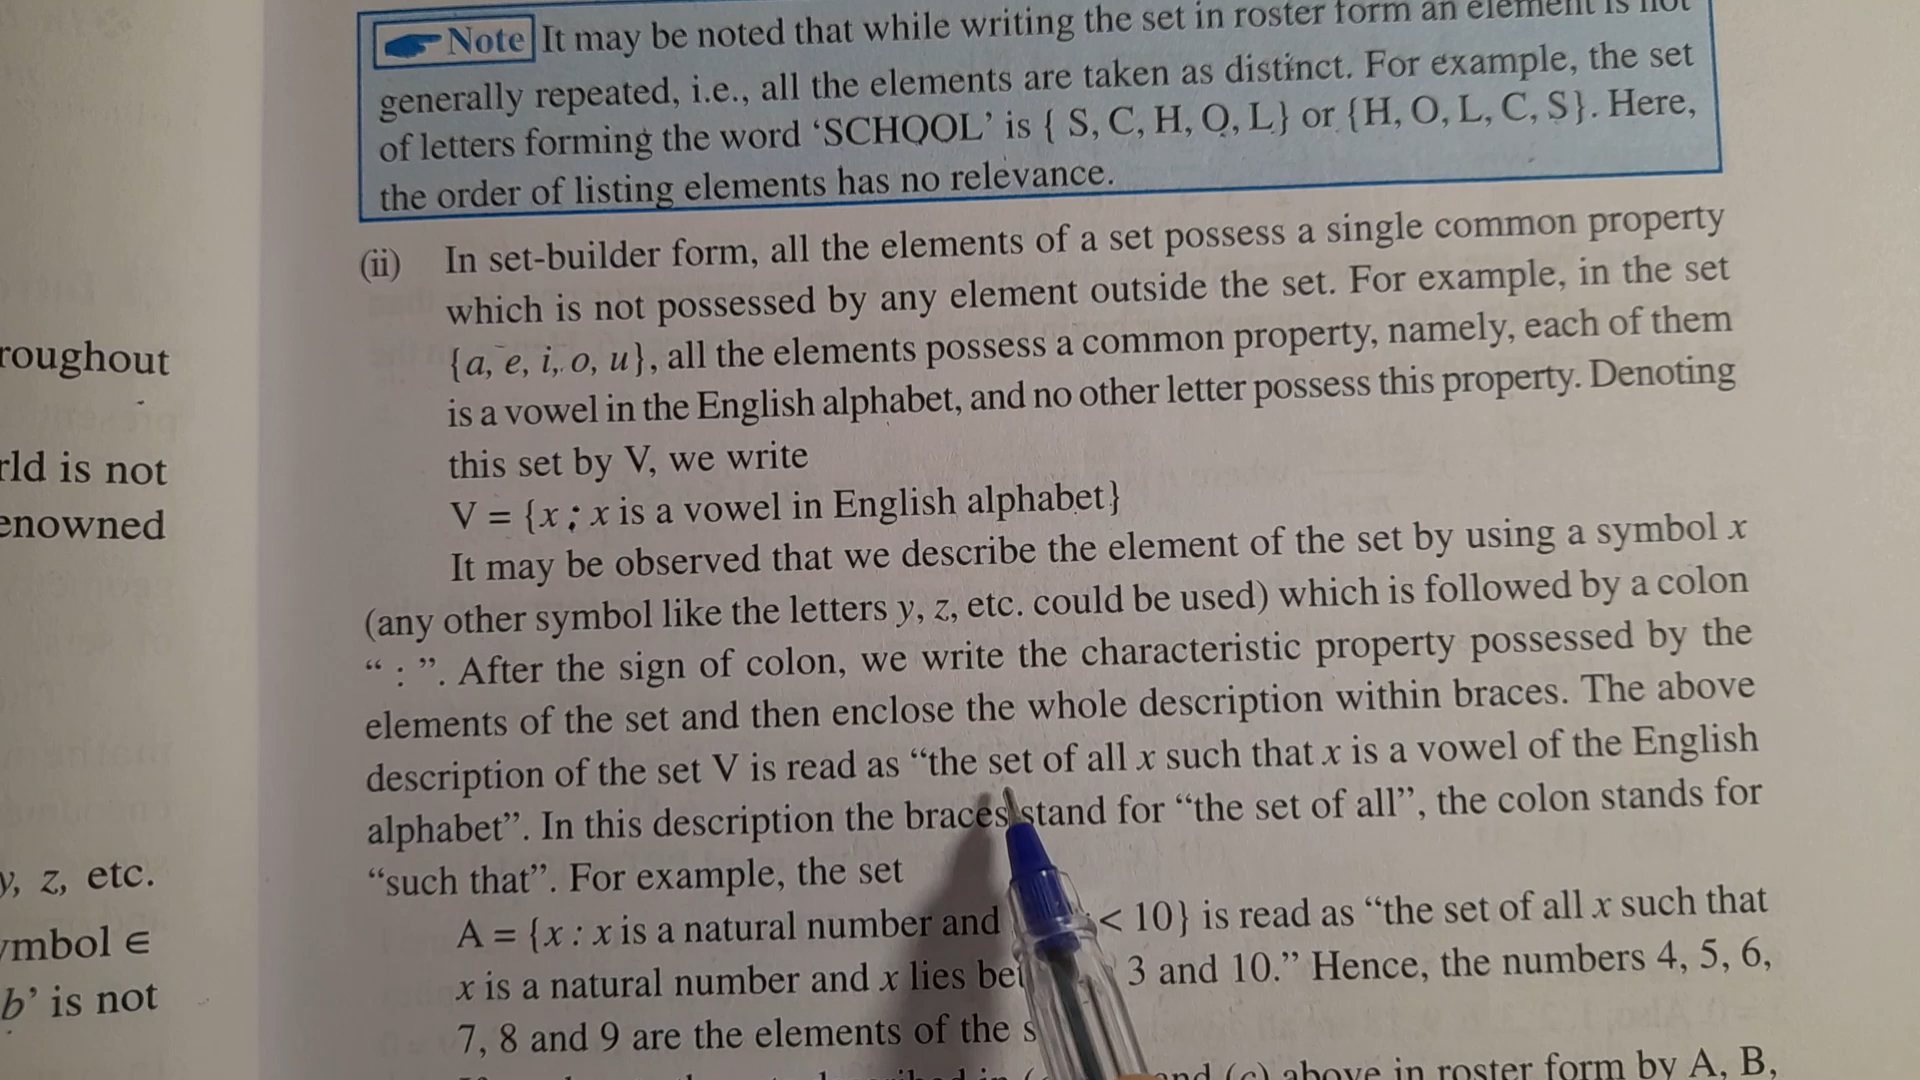 Note It may be noted that while writing the set in roster form an element is not
generally repeated, i.e., all the elements are taken as distinct. For example, the set
of letters forming the word ‘SCHOOL’ is { S, C, H, O, L} or {H, O, L, C, S}. Here,
the order of listing elements has no relevance.
(ii) In set-builder form, all the elements of a set possess a single common property
which is not possessed by any element outside the set. For example, in the set
{a, e, i, o, u}, all the elements possess a common property, namely, each of them
is a vowel in the English alphabet, and no other letter possess this property. Denoting
this set by V, we write
V = {x : x is a vowel in English alphabet}
It may be observed that we describe the element of the set by using a symbol x
(any other symbol like the letters y, z, etc. could be used) which is followed by a colon
“ : ”. After the sign of colon, we write the characteristic property possessed by the
elements of the set and then enclose the whole description within braces. The above
description of the set V is read as “the set of all x such that x is a vowel of the English
alphabet”. In this description the braces stand for “the set of all”, the colon stands for
“such that”. For example, the set
A = {x : x is a natural number and < 10} is read as “the set of all x such that
x is a natural number and x lies 3 and 10.” Hence, the numbers 4, 5, 6,
7, 8 and 9 are the elements of the
and (c) above in roster form by A, B,
roughout
rld is not
enowned
y, z, etc.
ymbol ∈
b’ is not